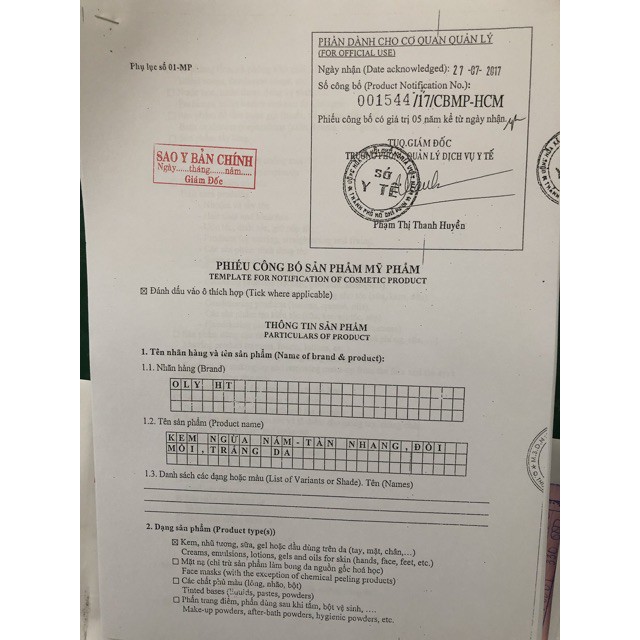 Phụ lục số 01-MP
PHẦN DÀNH CHO CƠ QUAN QUẢN LÝ
(FOR OFFICIAL USE)
Ngày nhận (Date acknowledged): 27 -07- 2017
Số công bố (Product Notification No.):
001544/17/CBMP-HCM
Phiếu công bố có giá trị 05 năm kể từ ngày nhận
TUQ.GIÁM ĐỐC
TRƯỞNG PHÒNG QUẢN LÝ DỊCH VỤ Y TẾ
SỞ
Y TẾ
Phạm Thị Thanh Huyền
SAO Y BẢN CHÍNH
Ngày......tháng......năm.....
Giám Đốc
PHIẾU CÔNG BỐ SẢN PHẨM MỸ PHẨM
TEMPLATE FOR NOTIFICATION OF COSMETIC PRODUCT
☒ Đánh dấu vào ô thích hợp (Tick where applicable)
THÔNG TIN SẢN PHẨM
PARTICULARS OF PRODUCT
1. Tên nhãn hàng và tên sản phẩm (Name of brand & product):
1.1. Nhãn hàng (Brand)
OLY HT
1.2. Tên sản phẩm (Product name)
KEM NGỪA NÁM-TÀN NHANG, ĐỒI
MỒI, TRẮNG DA
1.3. Danh sách các dạng hoặc màu (List of Variants or Shade). Tên (Names)
2. Dạng sản phẩm (Product type(s))
☒ Kem, nhũ tương, sữa, gel hoặc dầu dùng trên da (tay, mặt, chân,...)
Creams, emulsions, lotions, gels and oils for skin (hands, face, feet, etc.)
☐ Mặt nạ (chỉ trừ sản phẩm làm bong da nguồn gốc hoá học)
Face masks (with the exception of chemical peeling products)
☐ Các chất phủ màu (lỏng, nhão, bột)
Tinted bases (liquids, pastes, powders)
☐ Phấn trang điểm, phấn dùng sau khi tắm, bột vệ sinh, ....
Make-up powders, after-bath powders, hygienic powders, etc.